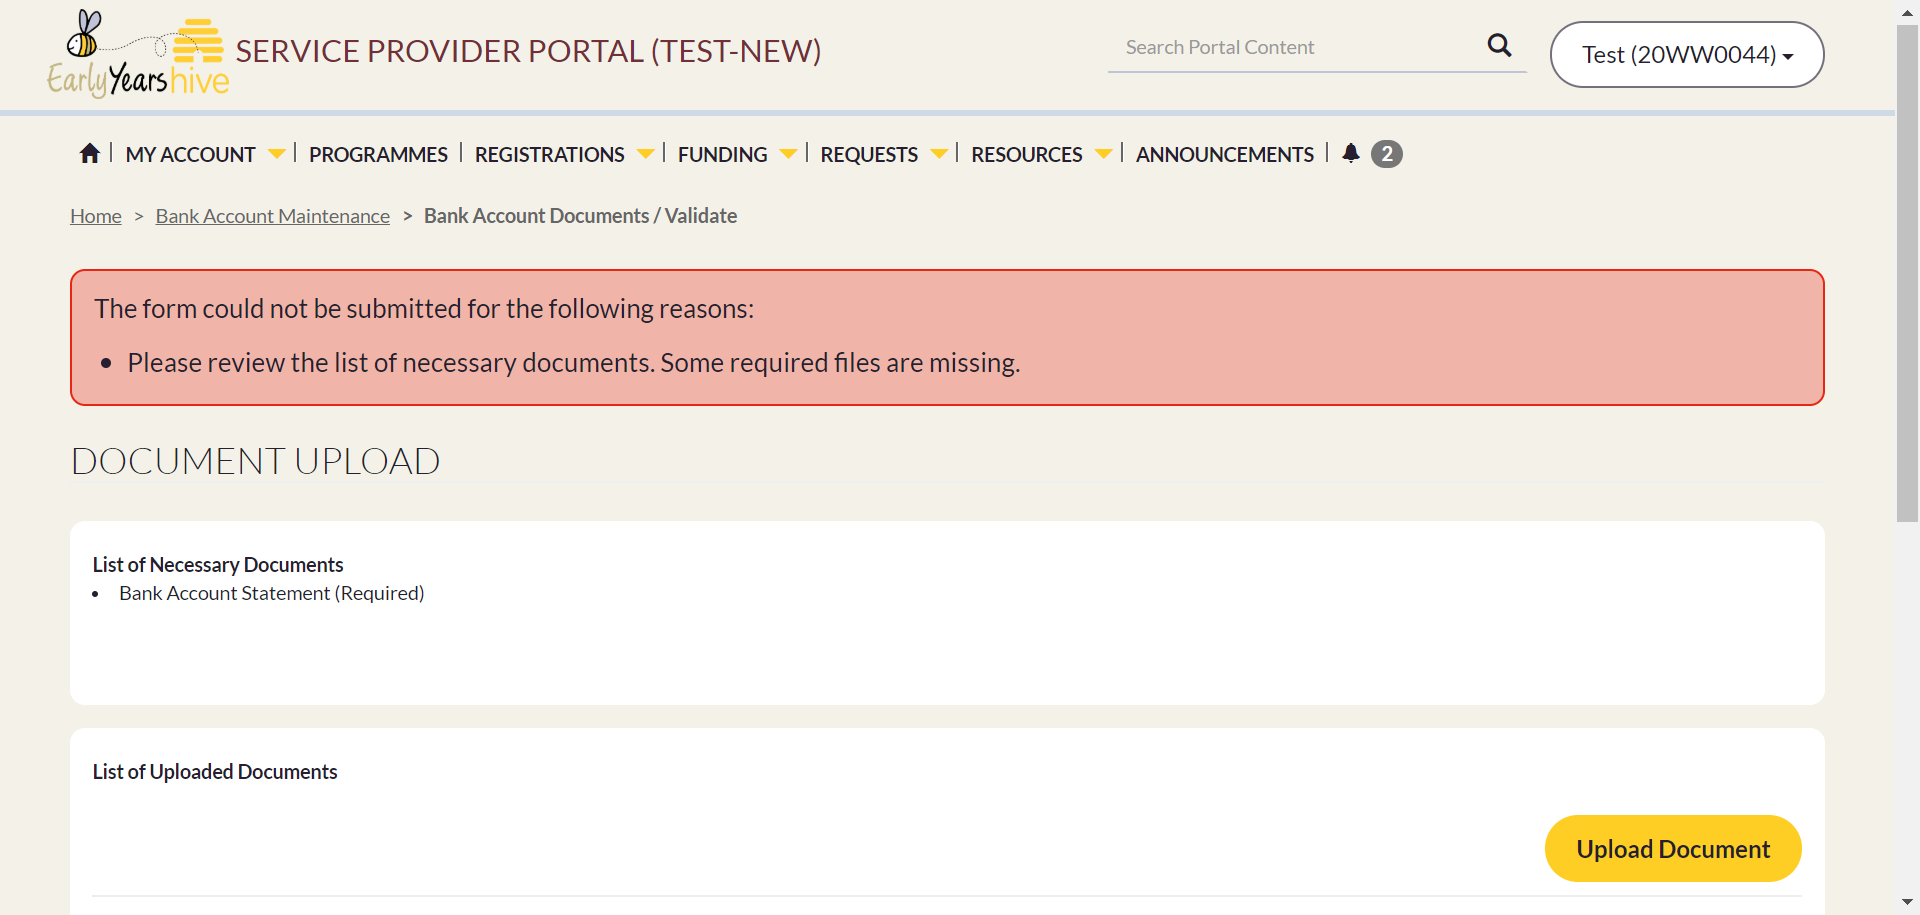 EarlyYearshive
SERVICE PROVIDER PORTAL (TEST-NEW)
Search Portal Content
Test (20WW0044)
MY ACCOUNT
PROGRAMMES
REGISTRATIONS
FUNDING
REQUESTS
RESOURCES
ANNOUNCEMENTS
2
Home > Bank Account Maintenance > Bank Account Documents / Validate
The form could not be submitted for the following reasons:
• Please review the list of necessary documents. Some required files are missing.
DOCUMENT UPLOAD
List of Necessary Documents
• Bank Account Statement (Required)
List of Uploaded Documents
Upload Document